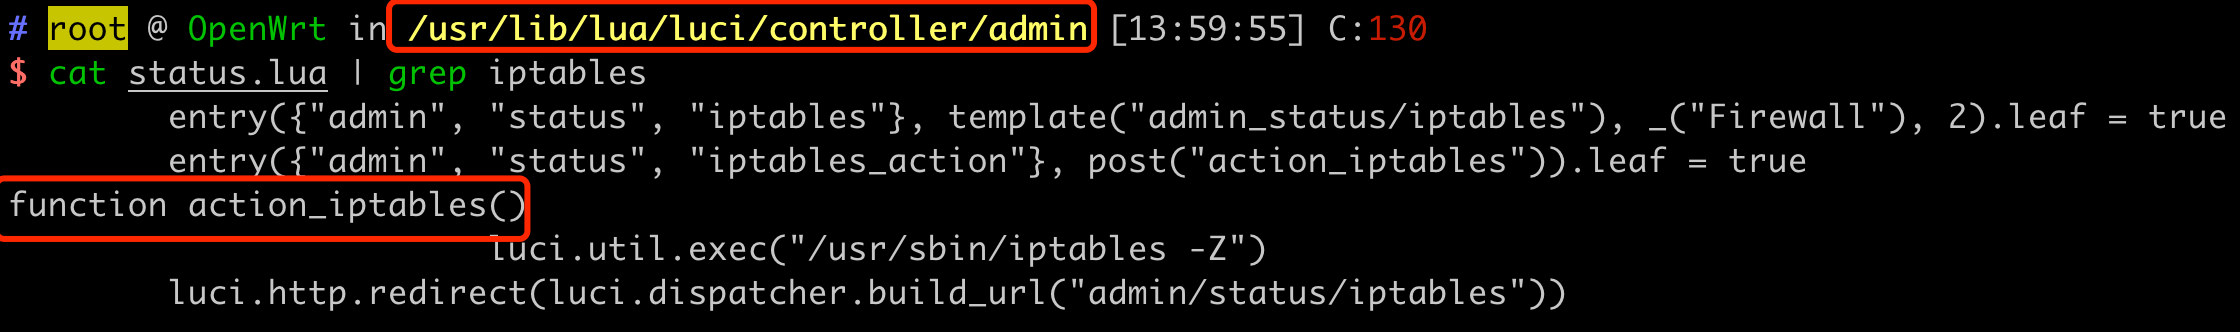 # root @ OpenWrt in /usr/lib/lua/luci/controller/admin [13:59:55] C:130
$ cat status.lua | grep iptables
        entry({"admin", "status", "iptables"}, template("admin_status/iptables"), _("Firewall"), 2).leaf = true
        entry({"admin", "status", "iptables_action"}, post("action_iptables")).leaf = true
function action_iptables()
                        luci.util.exec("/usr/sbin/iptables -Z")
        luci.http.redirect(luci.dispatcher.build_url("admin/status/iptables"))